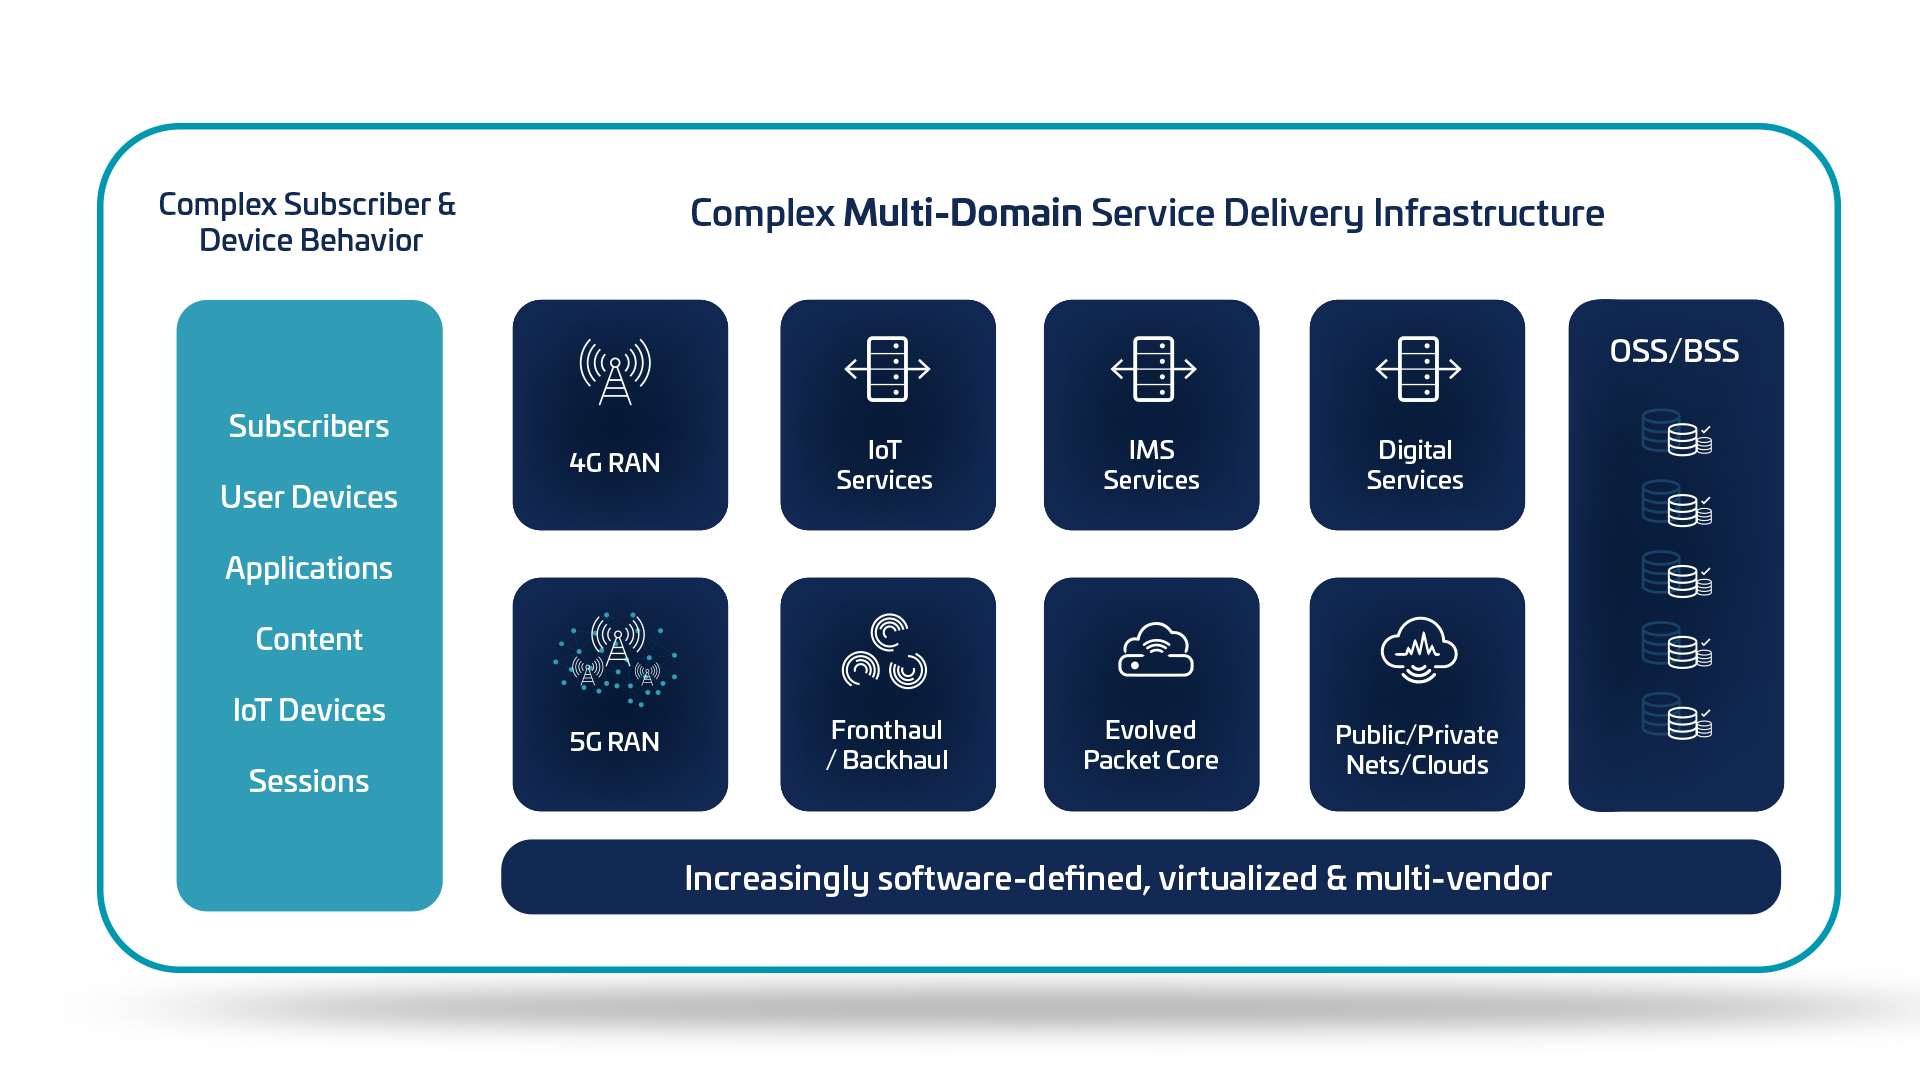 Complex Subscriber &
Device Behavior
Subscribers
User Devices
Applications
Content
IoT Devices
Sessions
Complex Multi-Domain Service Delivery Infrastructure
4G RAN
IoT
Services
IMS
Services
Digital
Services
OSS/BSS
5G RAN
Fronthaul
/ Backhaul
Evolved
Packet Core
Public/Private
Nets/Clouds
Increasingly software-defined, virtualized & multi-vendor